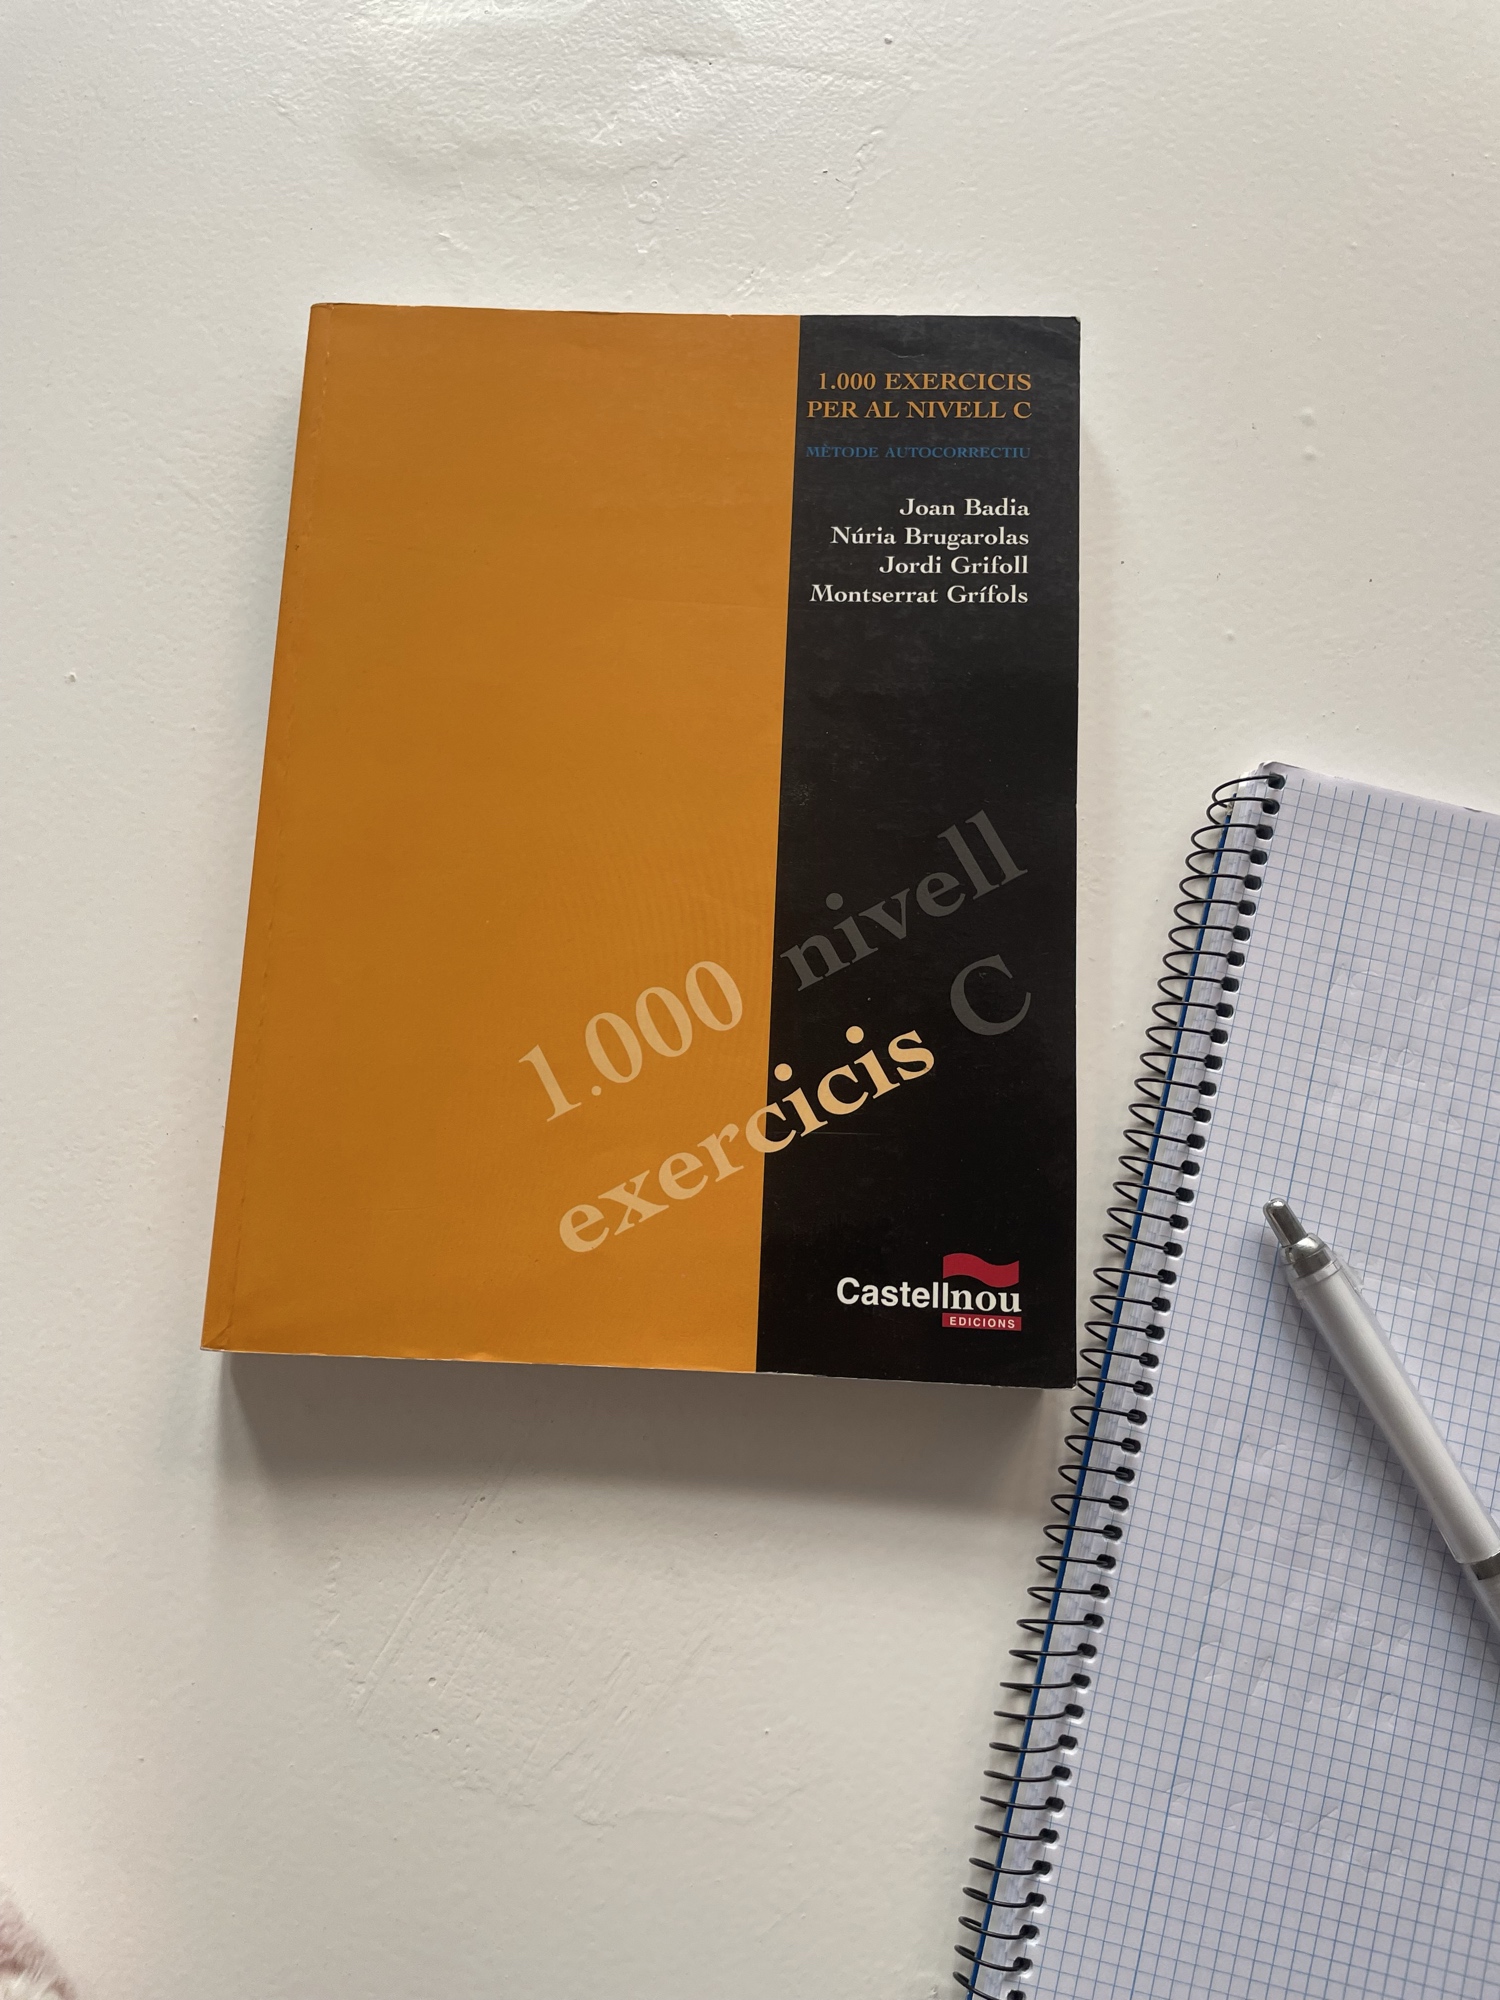 1.000 EXERCICIS
PER AL NIVELL C
MÈTODE AUTOCORRECTIU
Joan Badia
Núria Brugarolas
Jordi Grifoll
Montserrat Grífols
1.000 nivell
exercicis C
Castellnou
EDICIONS